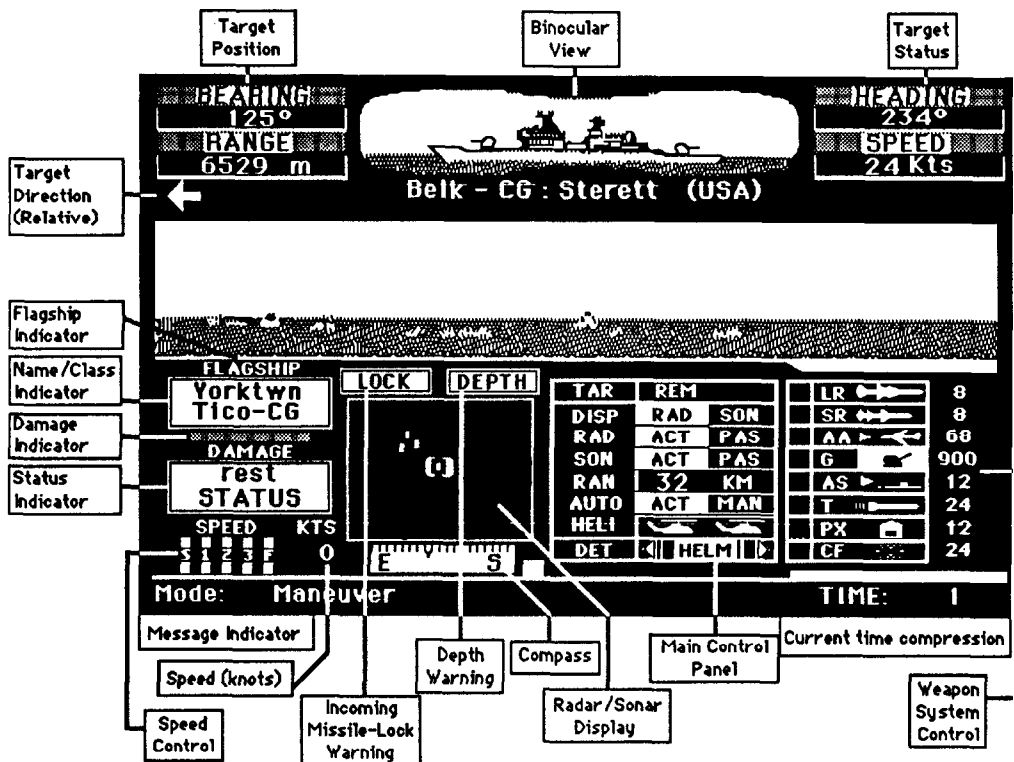 Target
Position
Binocular
View
Target
Status
BEARING
125°
RANGE
6529 m
HEADING
234°
SPEED
24 Kts
Target
Direction
(Relative)
Belk - CG : Sterett (USA)
Flagship
Indicator
Name/Class
Indicator
Damage
Indicator
Status
Indicator
FLAGSHIP
Yorktwn
Tico-CG
DAMAGE
rest
STATUS
SPEED KTS
S 1 2 3 F 0
LOCK DEPTH
E S
TAR REM
DISP RAD SON
RAD ACT PAS
SON ACT PAS
RAN 32 KM
AUTO ACT MAN
HELI
DET HELM
LR 8
SR 8
AA 68
G 900
AS 12
T 24
PX 12
CF 24
Mode: Maneuver TIME: 1
Message Indicator
Speed (knots)
Speed
Control
Incoming
Missile-Lock
Warning
Depth
Warning
Compass
Radar/Sonar
Display
Main Control
Panel
Current time compression
Weapon
System
Control